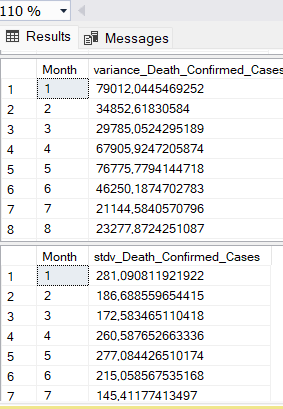 110 %
Results Messages
Month variance_Death_Confirmed_Cases
1 1 79012,0445469252
2 2 34852,61830584
3 3 29785,0524295189
4 4 67905,9247205874
5 5 76775,7794144718
6 6 46250,1874702783
7 7 21144,5840570796
8 8 23277,8724251087
Month stdv_Death_Confirmed_Cases
1 1 281,090811921922
2 2 186,688559654415
3 3 172,583465110418
4 4 260,587652663336
5 5 277,084426510174
6 6 215,058567535168
7 7 145,41177413497